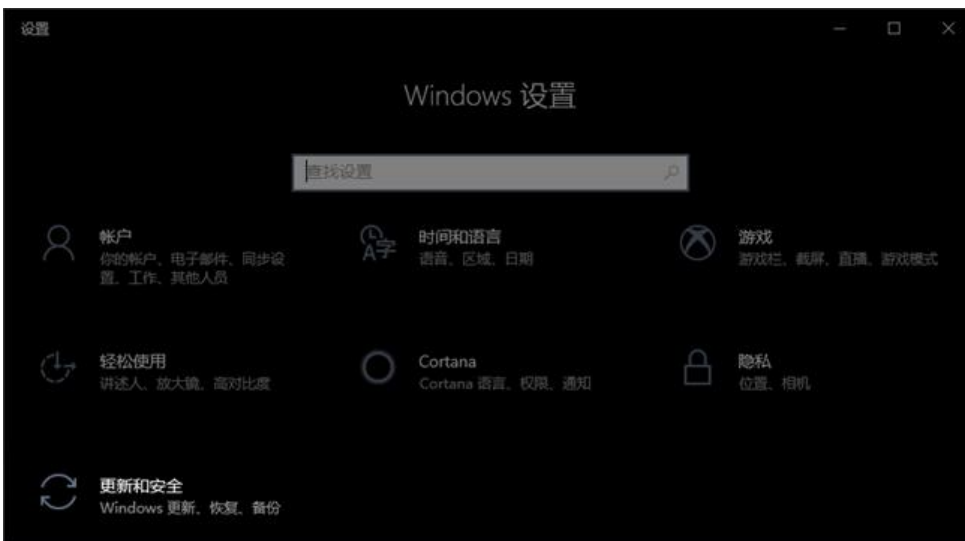 设置
Windows 设置
查找设置
帐户
你的帐户、电子邮件、同步设
置、工作、其他人员
时间和语言
语音、区域、日期
游戏
游戏栏、截屏、直播、游戏模式
轻松使用
讲述人、放大镜、高对比度
Cortana
Cortana 语言、权限、通知
隐私
位置、相机
更新和安全
Windows 更新、恢复、备份